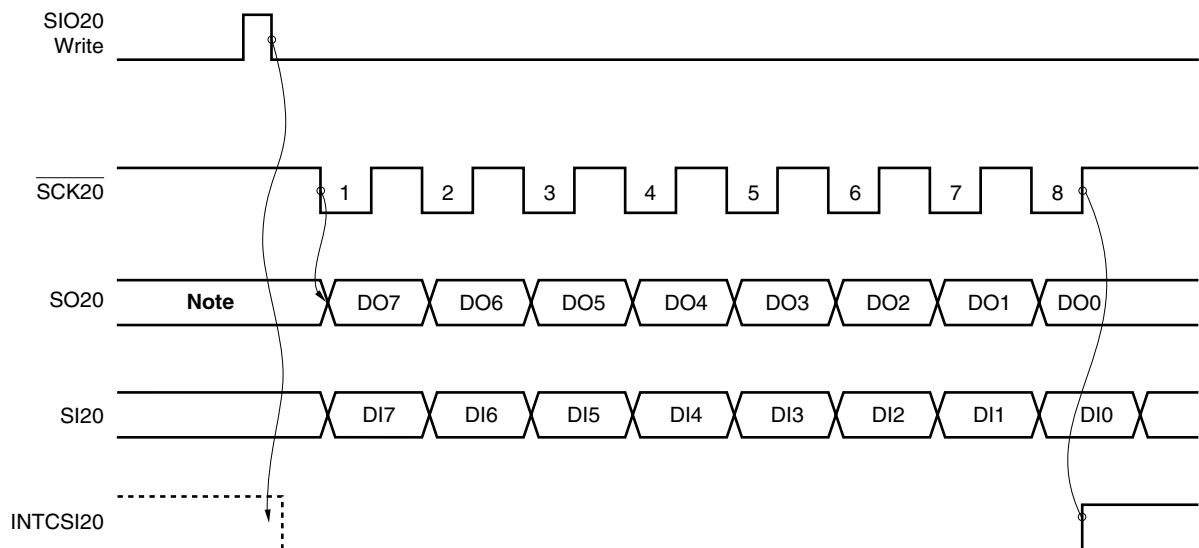 SIO20
Write
SCK20
1 2 3 4 5 6 7 8
SO20 Note DO7 DO6 DO5 DO4 DO3 DO2 DO1 DO0
SI20 DI7 DI6 DI5 DI4 DI3 DI2 DI1 DI0
INTCSI20